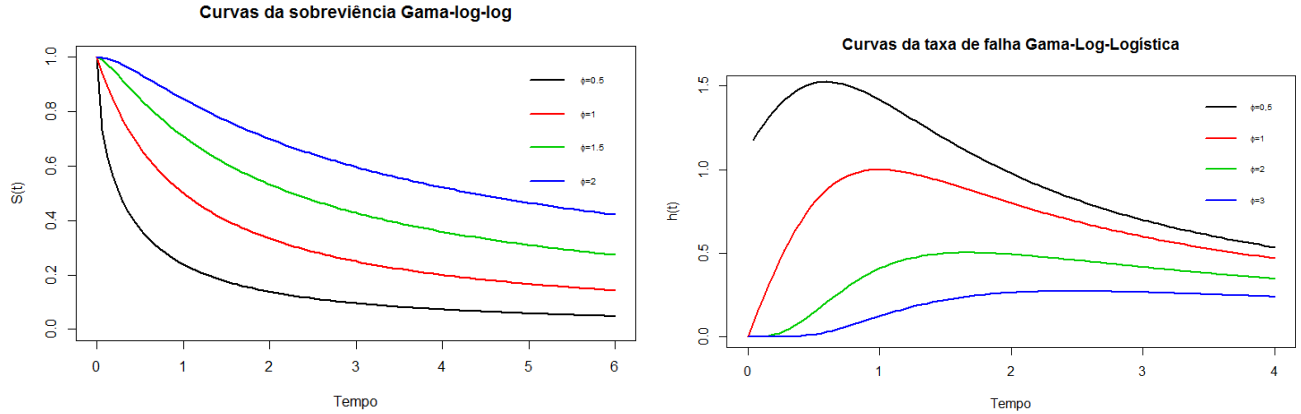 Curvas da sobreviência Gama-log-log
S(t)
1.0
0.8
0.6
0.4
0.2
0.0
ϕ=0.5
ϕ=1
ϕ=1.5
ϕ=2
0 1 2 3 4 5 6
Tempo
Curvas da taxa de falha Gama-Log-Logística
h(t)
1.5
1.0
0.5
0.0
ϕ=0,5
ϕ=1
ϕ=2
ϕ=3
0 1 2 3 4
Tempo